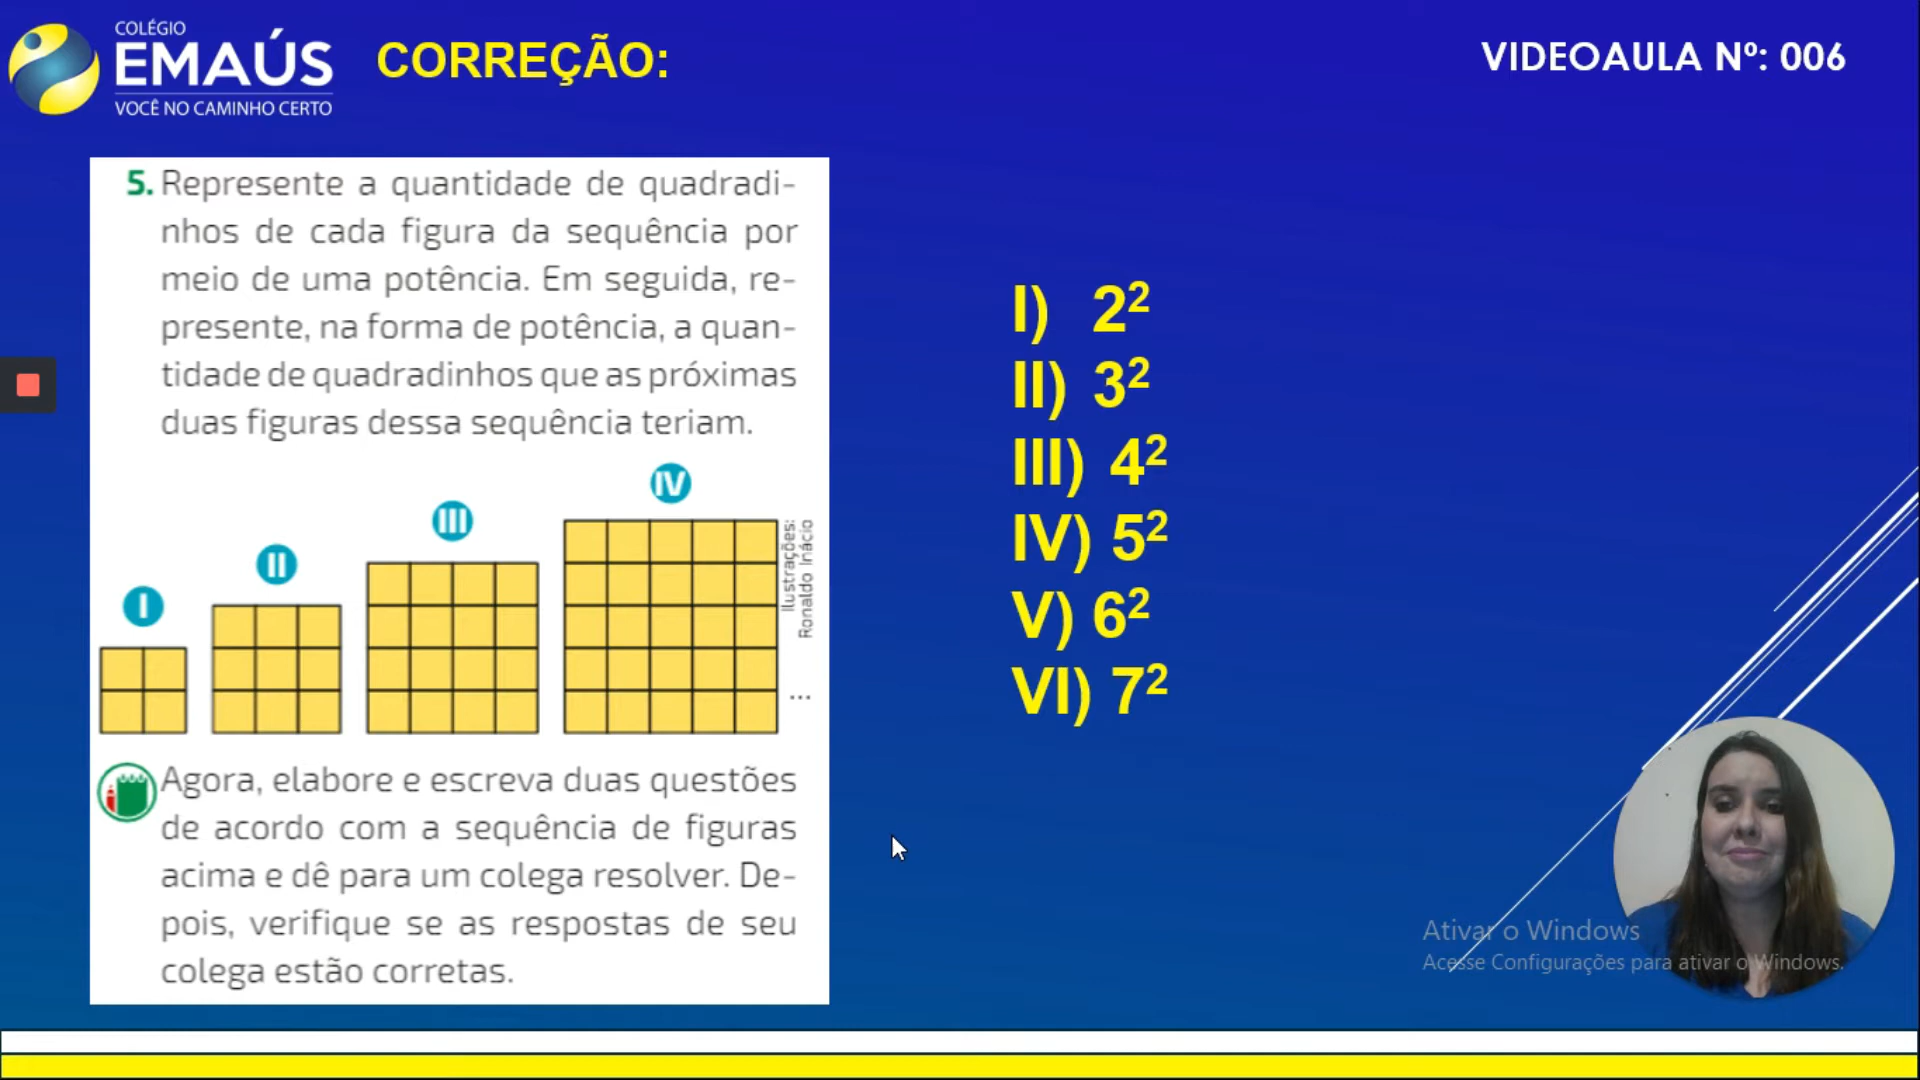 COLÉGIO
EMAÚS
VOCÊ NO CAMINHO CERTO
CORREÇÃO:
VIDEOAULA Nº: 006
5. Represente a quantidade de quadradi-
nhos de cada figura da sequência por
meio de uma potência. Em seguida, re-
presente, na forma de potência, a quan-
tidade de quadradinhos que as próximas
duas figuras dessa sequência teriam.
I
II
III
IV
Ilustrações:
Ronaldo Inácio
...
Agora, elabore e escreva duas questões
de acordo com a sequência de figuras
acima e dê para um colega resolver. De-
pois, verifique se as respostas de seu
colega estão corretas.
I) 2²
II) 3²
III) 4²
IV) 5²
V) 6²
VI) 7²
Ativar o Windows
Acesse Configurações para ativar o Windows.